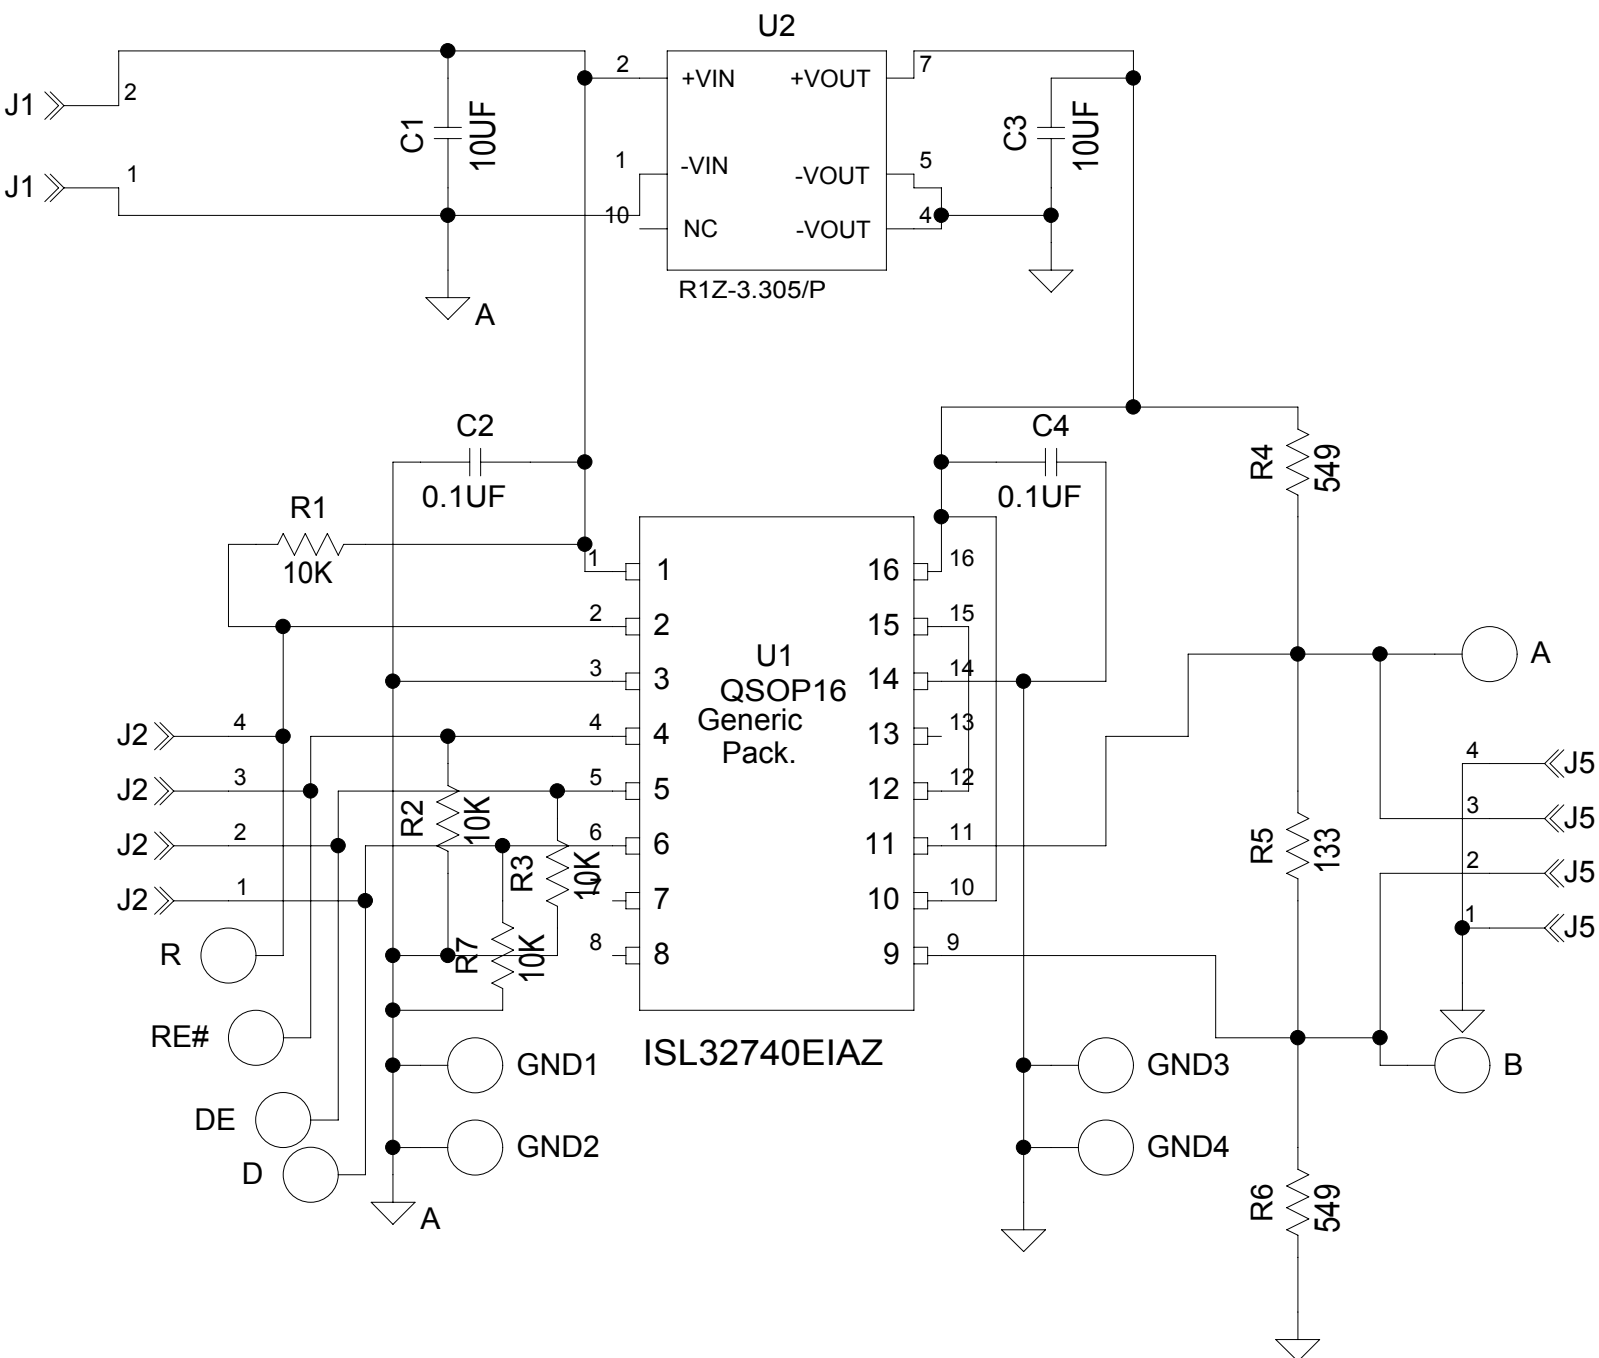 U2
J1 2
C1 10UF
2 +VIN +VOUT 7
C3 10UF
J1 1
1 -VIN -VOUT 5
10 NC -VOUT 4
R1Z-3.305/P
A
C2
0.1UF
C4
0.1UF
R4 549
R1
10K
1 1 16 16
2 2 15 15
3 3 14 14
U1
QSOP16
Generic
Pack.
A
J2 4 4 4 13 13
J2 3 5 5 12 12
J2 2 6 6 11 11
J2 1 7 7 10 10
8 8 9 9
R2 10K
R3 10K
R7 10K
R5 133
4 J5
3 J5
2 J5
1 J5
R
RE#
DE
D
ISL32740EIAZ
GND1
GND2
A
GND3
GND4
B
R6 549